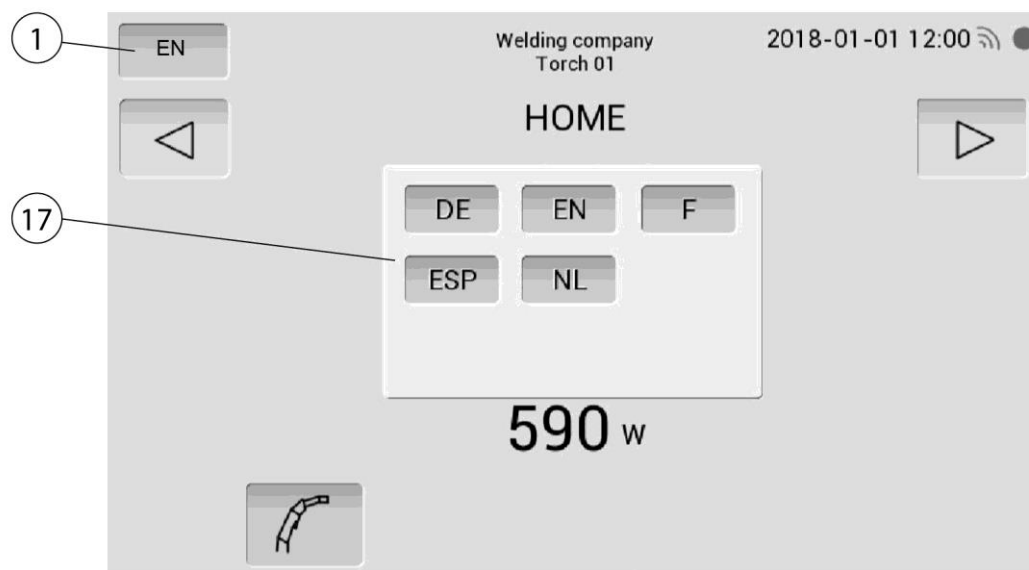 1
EN
Welding company
Torch 01
2018-01-01 12:00
HOME
17
DE EN F
ESP NL
590 W